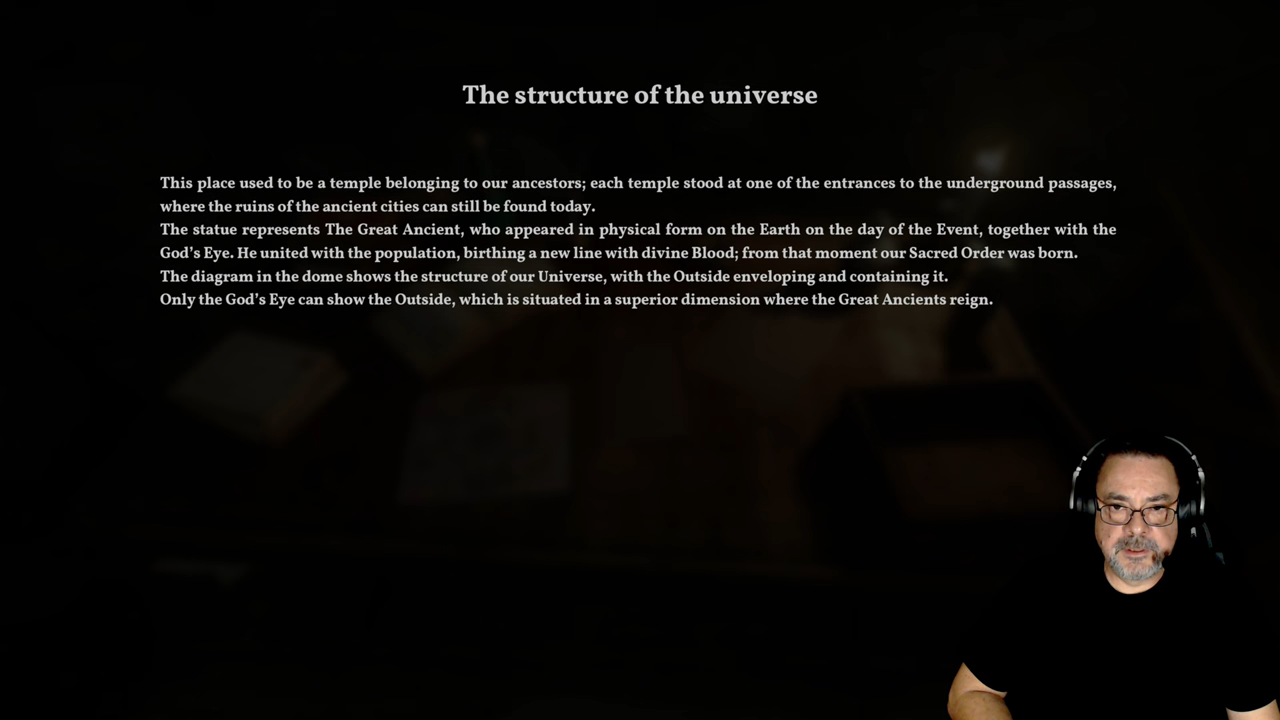 The structure of the universe
This place used to be a temple belonging to our ancestors; each temple stood at one of the entrances to the underground passages,
where the ruins of the ancient cities can still be found today.
The statue represents The Great Ancient, who appeared in physical form on the Earth on the day of the Event, together with the
God's Eye. He united with the population, birthing a new line with divine Blood; from that moment our Sacred Order was born.
The diagram in the dome shows the structure of our Universe, with the Outside enveloping and containing it.
Only the God's Eye can show the Outside, which is situated in a superior dimension where the Great Ancients reign.